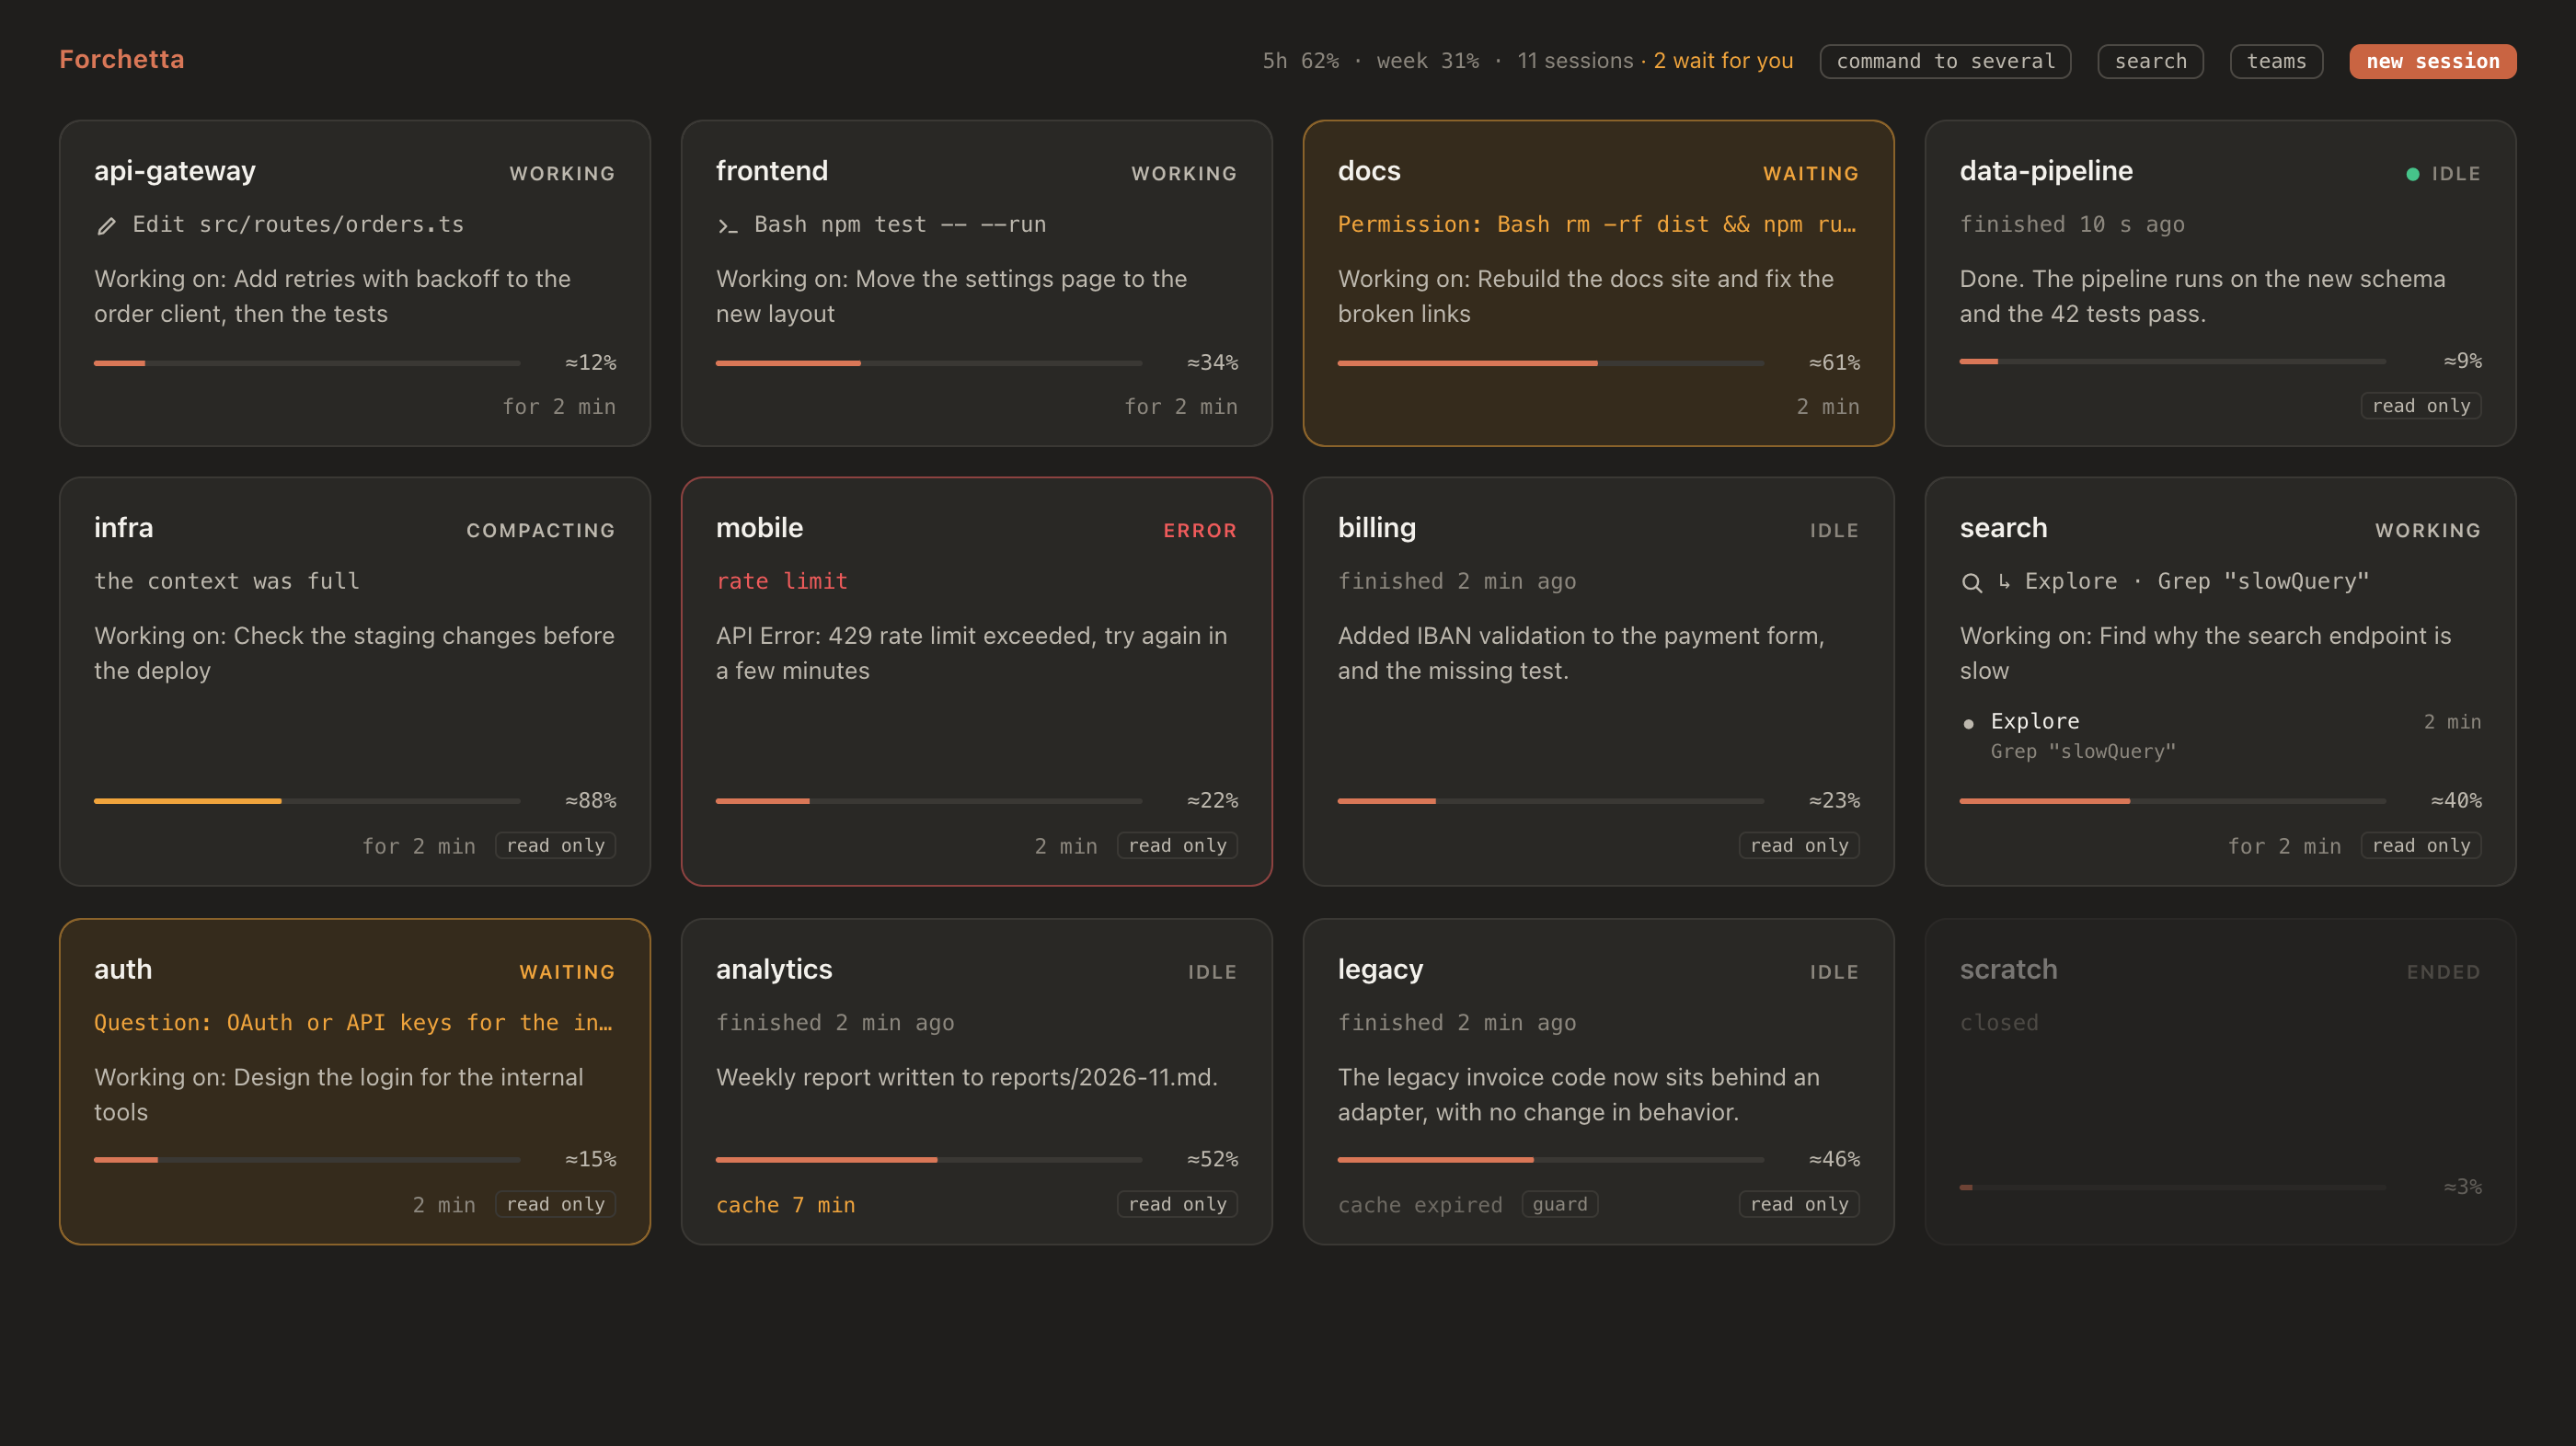 Forchetta
5h 62% · week 31% · 11 sessions · 2 wait for you
command to several
search
teams
new session
api-gateway
WORKING
Edit src/routes/orders.ts
Working on: Add retries with backoff to the
order client, then the tests
≈12%
for 2 min
frontend
WORKING
Bash npm test -- --run
Working on: Move the settings page to the
new layout
≈34%
for 2 min
docs
WAITING
Permission: Bash rm -rf dist && npm ru…
Working on: Rebuild the docs site and fix the
broken links
≈61%
2 min
data-pipeline
IDLE
finished 10 s ago
Done. The pipeline runs on the new schema
and the 42 tests pass.
≈9%
read only
infra
COMPACTING
the context was full
Working on: Check the staging changes before
the deploy
≈88%
for 2 min
read only
mobile
ERROR
rate limit
API Error: 429 rate limit exceeded, try again in
a few minutes
≈22%
2 min
read only
billing
IDLE
finished 2 min ago
Added IBAN validation to the payment form,
and the missing test.
≈23%
read only
search
WORKING
↳ Explore · Grep "slowQuery"
Working on: Find why the search endpoint is
slow
Explore
2 min
Grep "slowQuery"
≈40%
for 2 min
read only
auth
WAITING
Question: OAuth or API keys for the in…
Working on: Design the login for the internal
tools
≈15%
2 min
read only
analytics
IDLE
finished 2 min ago
Weekly report written to reports/2026-11.md.
≈52%
cache 7 min
read only
legacy
IDLE
finished 2 min ago
The legacy invoice code now sits behind an
adapter, with no change in behavior.
≈46%
cache expired
guard
read only
scratch
ENDED
closed
≈3%